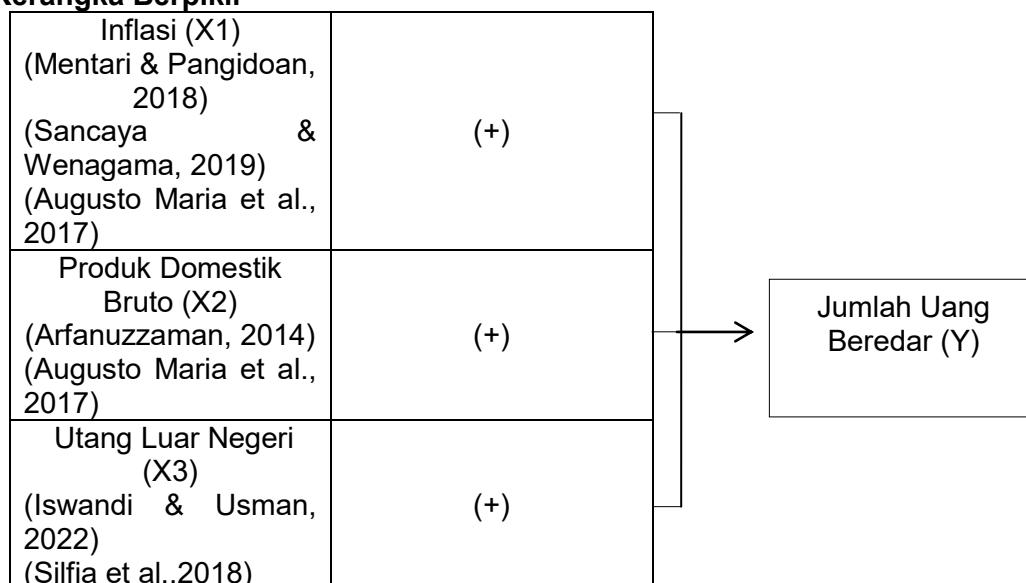 Kerangka Berpikir
Inflasi (X1)
(Mentari & Pangidoan,
2018)
(Sancaya &
Wenagama, 2019)
(Augusto Maria et al.,
2017)
(+)
Produk Domestik
Bruto (X2)
(Arfanuzzaman, 2014)
(Augusto Maria et al.,
2017)
(+)
Utang Luar Negeri
(X3)
(Iswandi & Usman,
2022)
(Silfia et al.,2018)
(+)
Jumlah Uang
Beredar (Y)